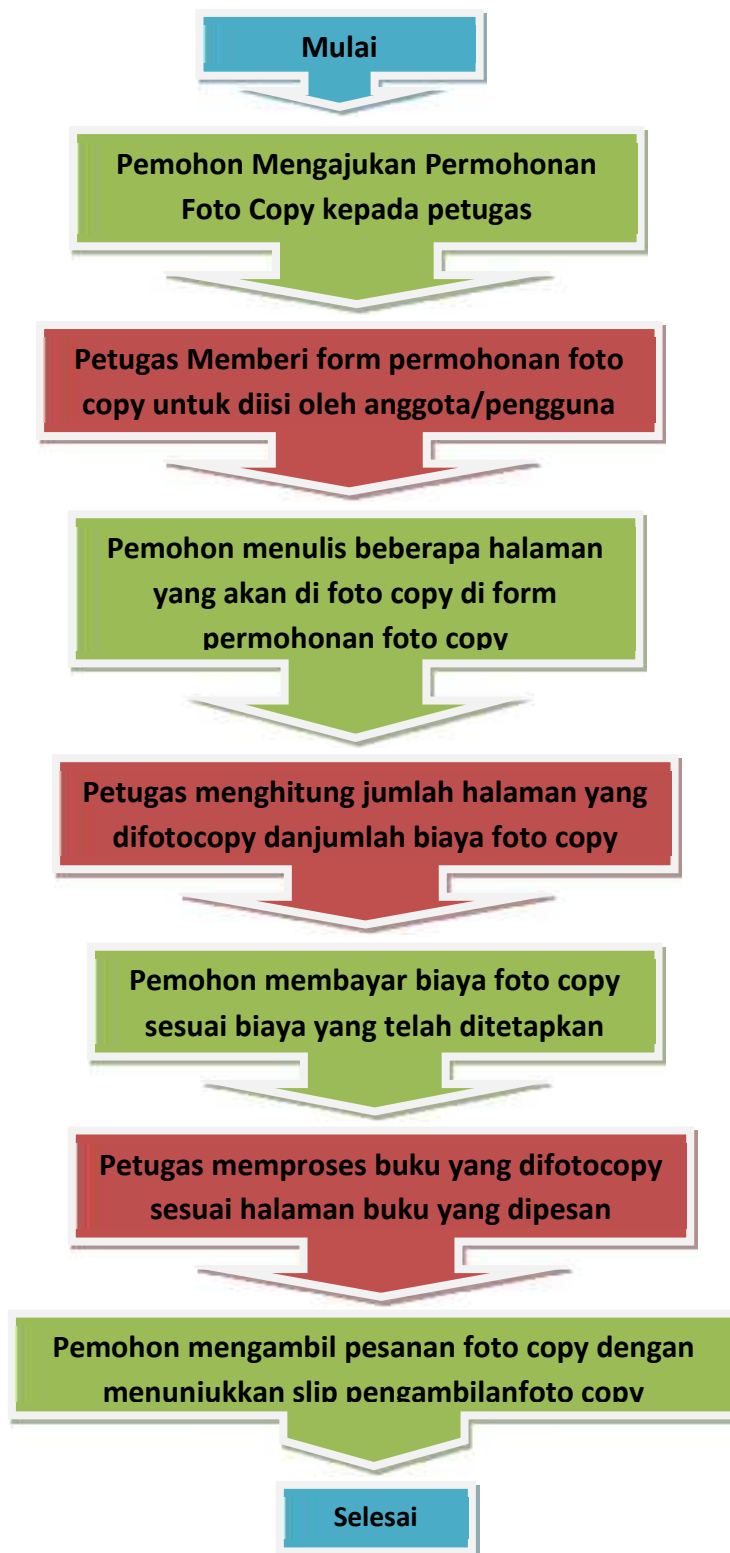 Mulai
Pemohon Mengajukan Permohonan
Foto Copy kepada petugas
Petugas Memberi form permohonan foto
copy untuk diisi oleh anggota/pengguna
Pemohon menulis beberapa halaman
yang akan di foto copy di form
permohonan foto copy
Petugas menghitung jumlah halaman yang
difotocopy danjumlah biaya foto copy
Pemohon membayar biaya foto copy
sesuai biaya yang telah ditetapkan
Petugas memproses buku yang difotocopy
sesuai halaman buku yang dipesan
Pemohon mengambil pesanan foto copy dengan
menunjukkan slip pengambilanfoto copy
Selesai